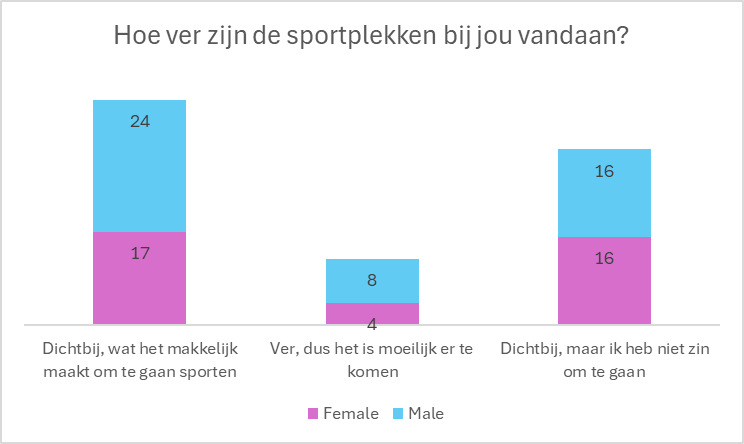 Hoe ver zijn de sportplekken bij jou vandaan?
24
17
8
4
16
16
Dichtbij, wat het makkelijk
maakt om te gaan sporten
Ver, dus het is moeilijk er te
komen
Dichtbij, maar ik heb niet zin
om te gaan
Female
Male